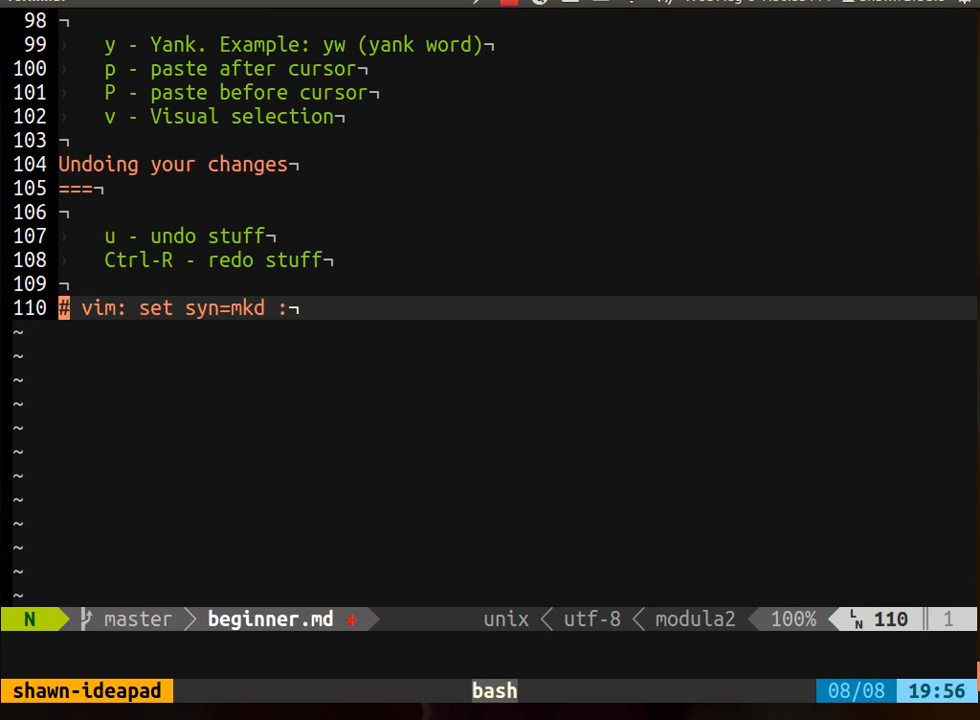 98 ¬
99 y - Yank. Example: yw (yank word)¬
100 p - paste after cursor¬
101 P - paste before cursor¬
102 v - Visual selection¬
103 ¬
104 Undoing your changes¬
105 ===¬
106 ¬
107 u - undo stuff¬
108 Ctrl-R - redo stuff¬
109 ¬
110 # vim: set syn=mkd :¬
~
~
~
~
~
~
~
~
~
~
~
~
N master beginner.md + unix utf-8 modula2 100% LN 110 1
shawn-ideapad bash 08/08 19:56